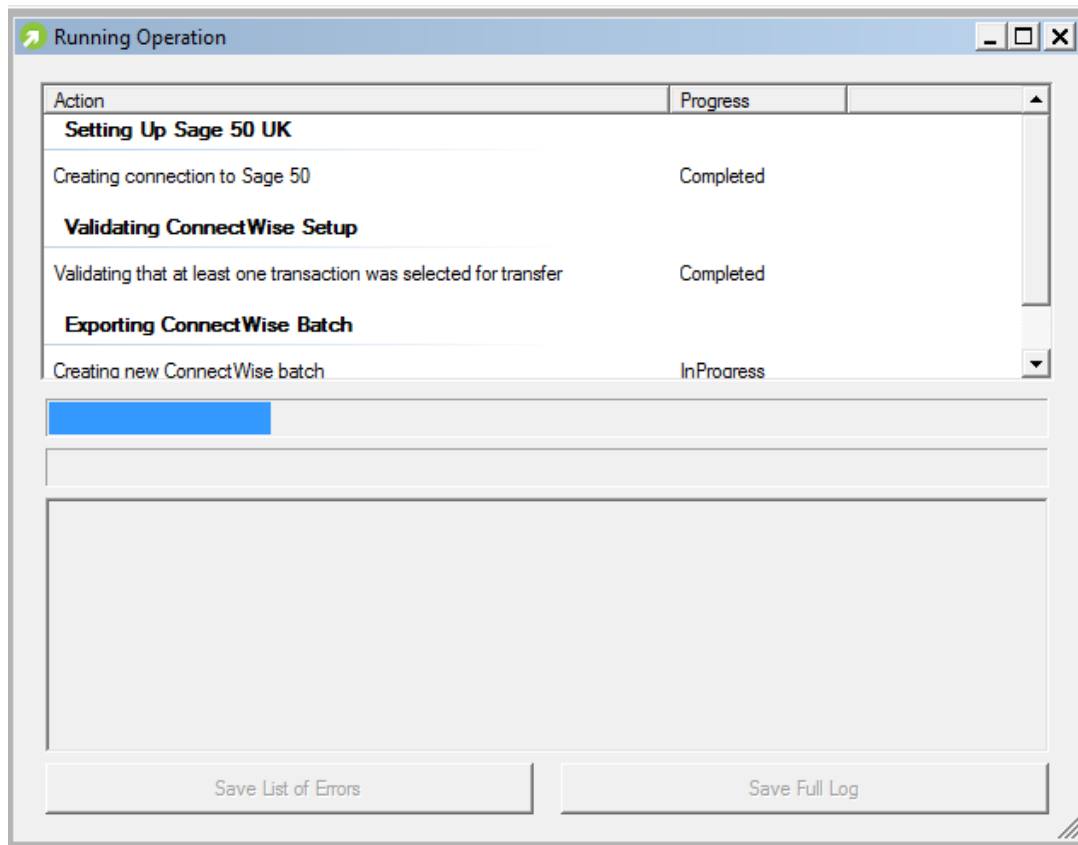 Running Operation
Action Progress
Setting Up Sage 50 UK
Creating connection to Sage 50 Completed
Validating ConnectWise Setup
Validating that at least one transaction was selected for transfer Completed
Exporting ConnectWise Batch
Creating new ConnectWise batch InProgress
Save List of Errors Save Full Log